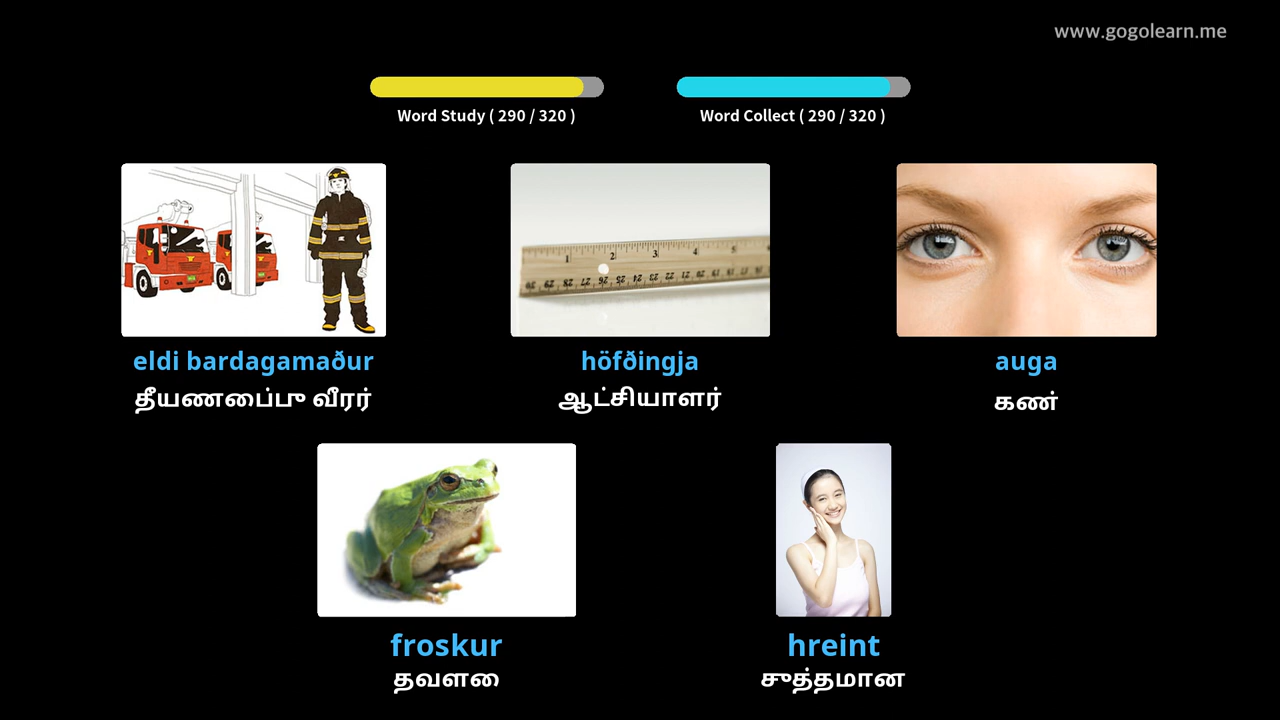 www.gogolearn.me
Word Study ( 290 / 320 )
Word Collect ( 290 / 320 )
eldi bardagamaður
höfðingja
auga
தீயணைப்பு வீரர்
ஆட்சியாளர்
கண்
froskur
hreint
தவளை
சுத்தமான